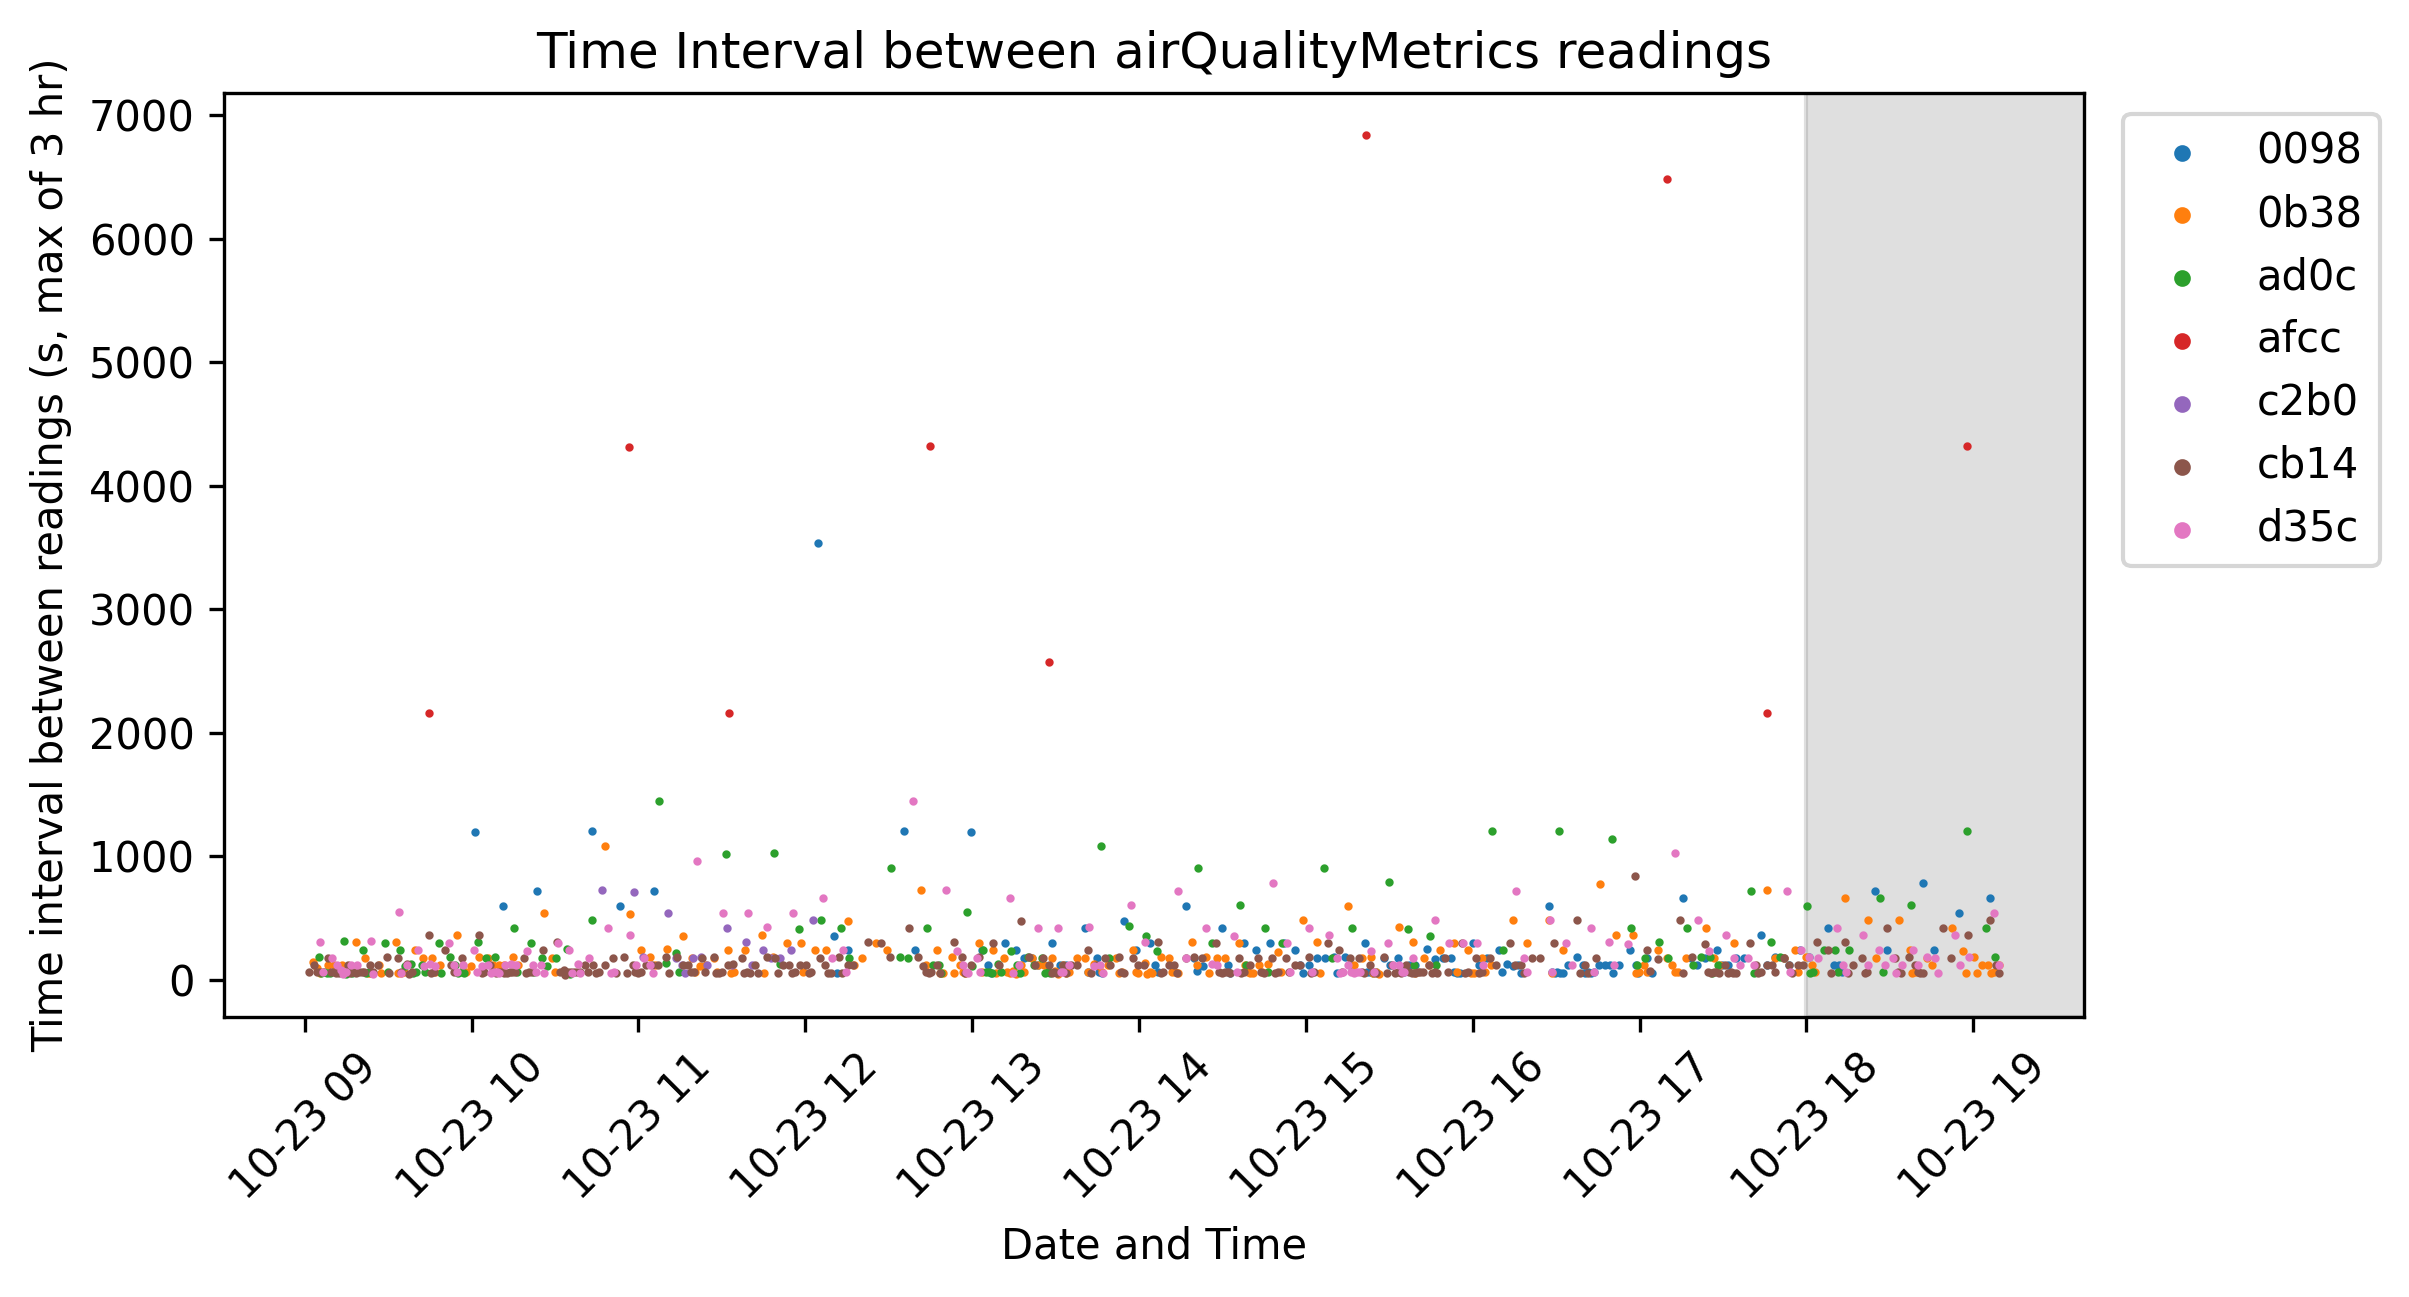 Time Interval between airQualityMetrics readings
Time interval between readings (s, max of 3 hr)
7000
6000
5000
4000
3000
2000
1000
0
10-23 09
10-23 10
10-23 11
10-23 12
10-23 13
10-23 14
10-23 15
10-23 16
10-23 17
10-23 18
10-23 19
Date and Time
0098
0b38
ad0c
afcc
c2b0
cb14
d35c